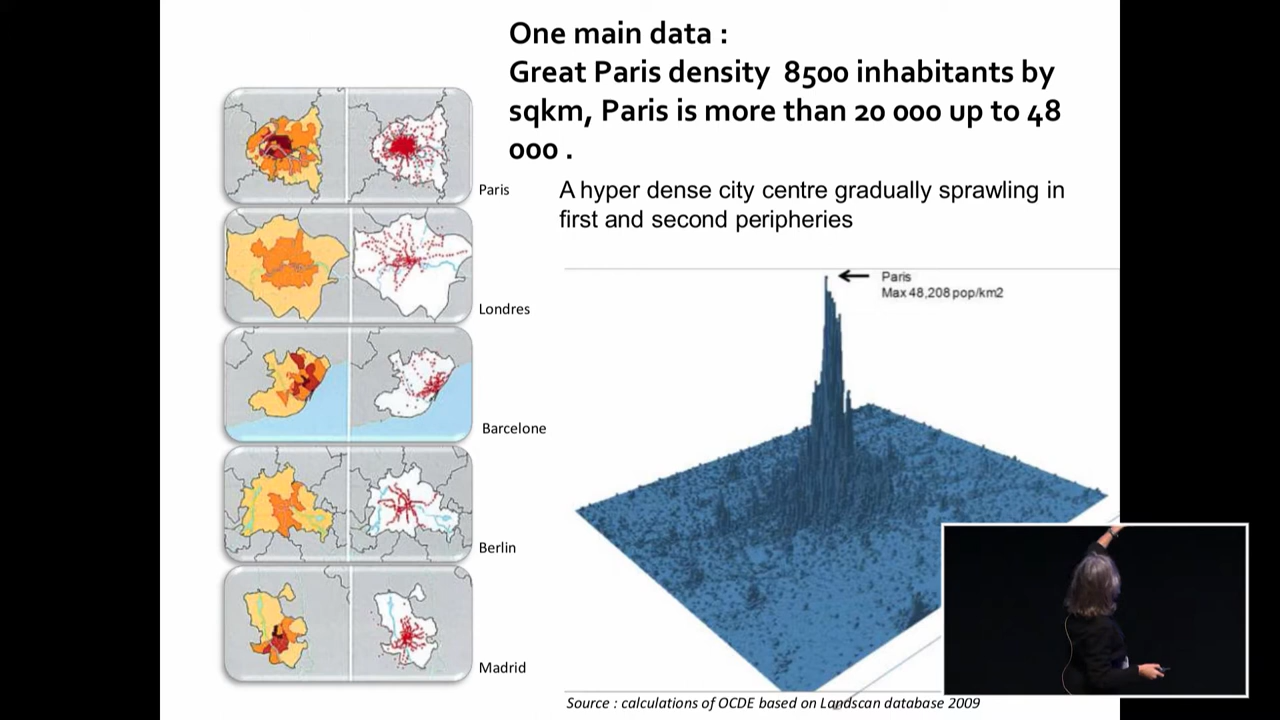 One main data :
Great Paris density 8500 inhabitants by
sqkm, Paris is more than 20 000 up to 48
000 .
A hyper dense city centre gradually sprawling in
first and second peripheries
Paris
Londres
Barcelone
Berlin
Madrid
Paris
Max 48,208 pop/km2
Source : calculations of OCDE based on Landscan database 2009